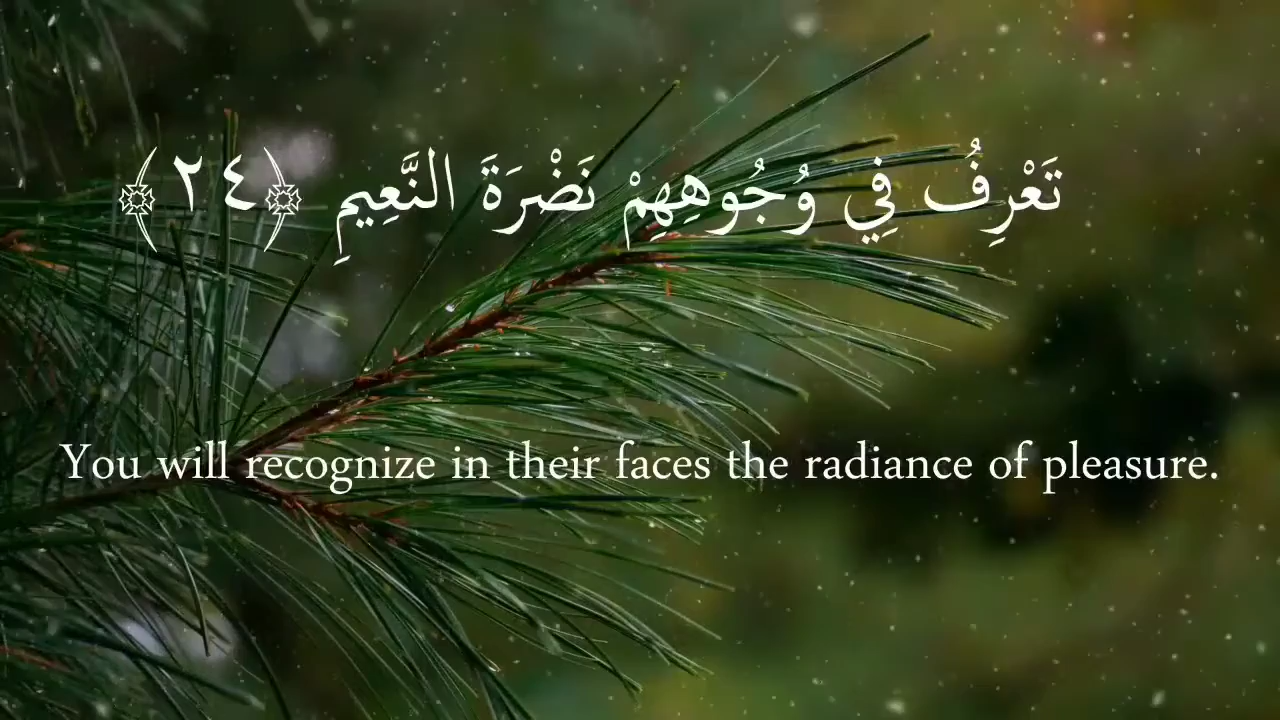 تَعْرِفُ فِي وُجُوهِهِمْ نَضْرَةَ النَّعِيمِ ﴿٢٤﴾
You will recognize in their faces the radiance of pleasure.